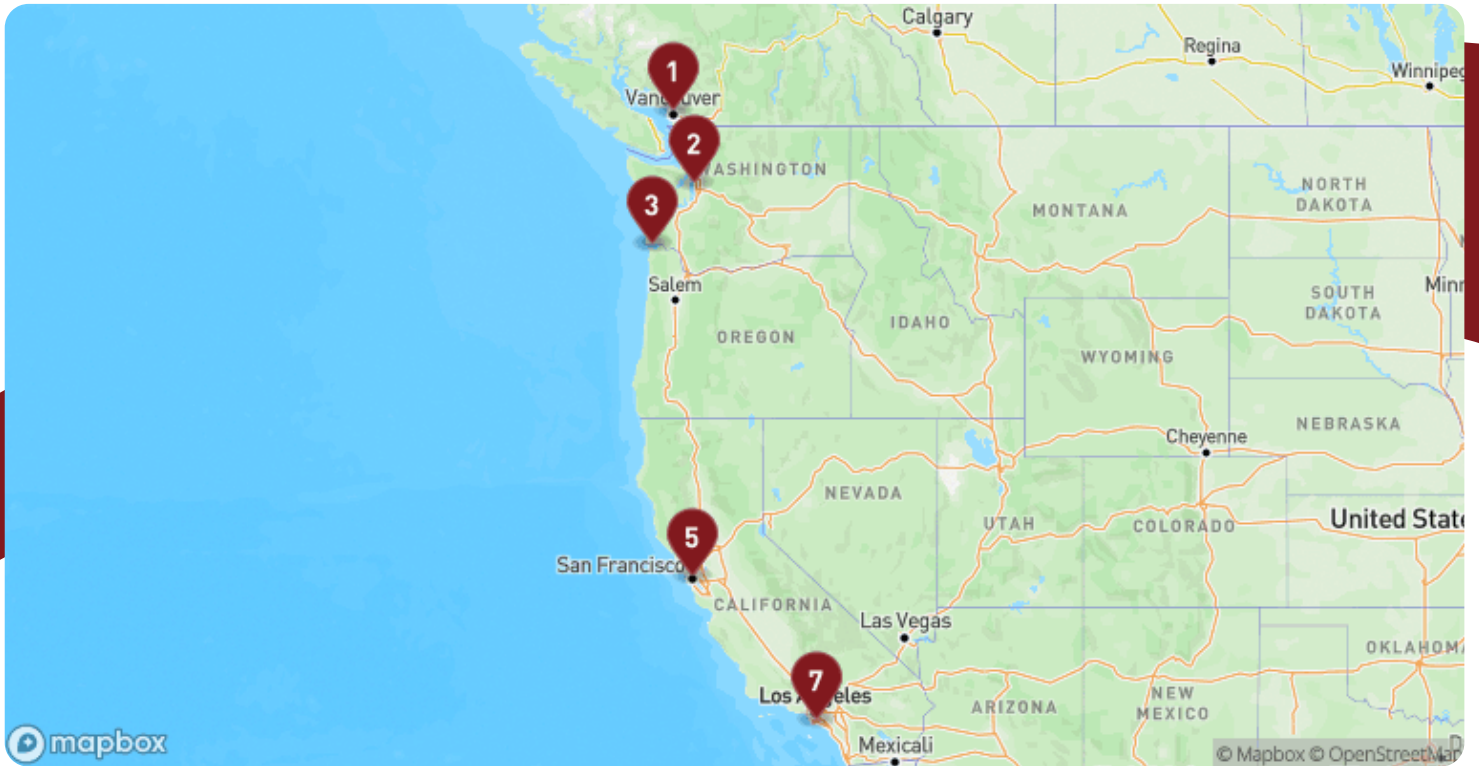 Calgary
Regina
Winnipeg
1
Vancouver
2
WASHINGTON
3
NORTH
DAKOTA
MONTANA
Salem
SOUTH
DAKOTA
Minn
OREGON
IDAHO
WYOMING
NEBRASKA
Cheyenne
NEVADA
United State
5
UTAH
COLORADO
San Francisco
CALIFORNIA
Las Vegas
OKLAHOMA
7
Los Angeles
NEW
MEXICO
ARIZONA
Mexicali
mapbox
© Mapbox © OpenStreetMap